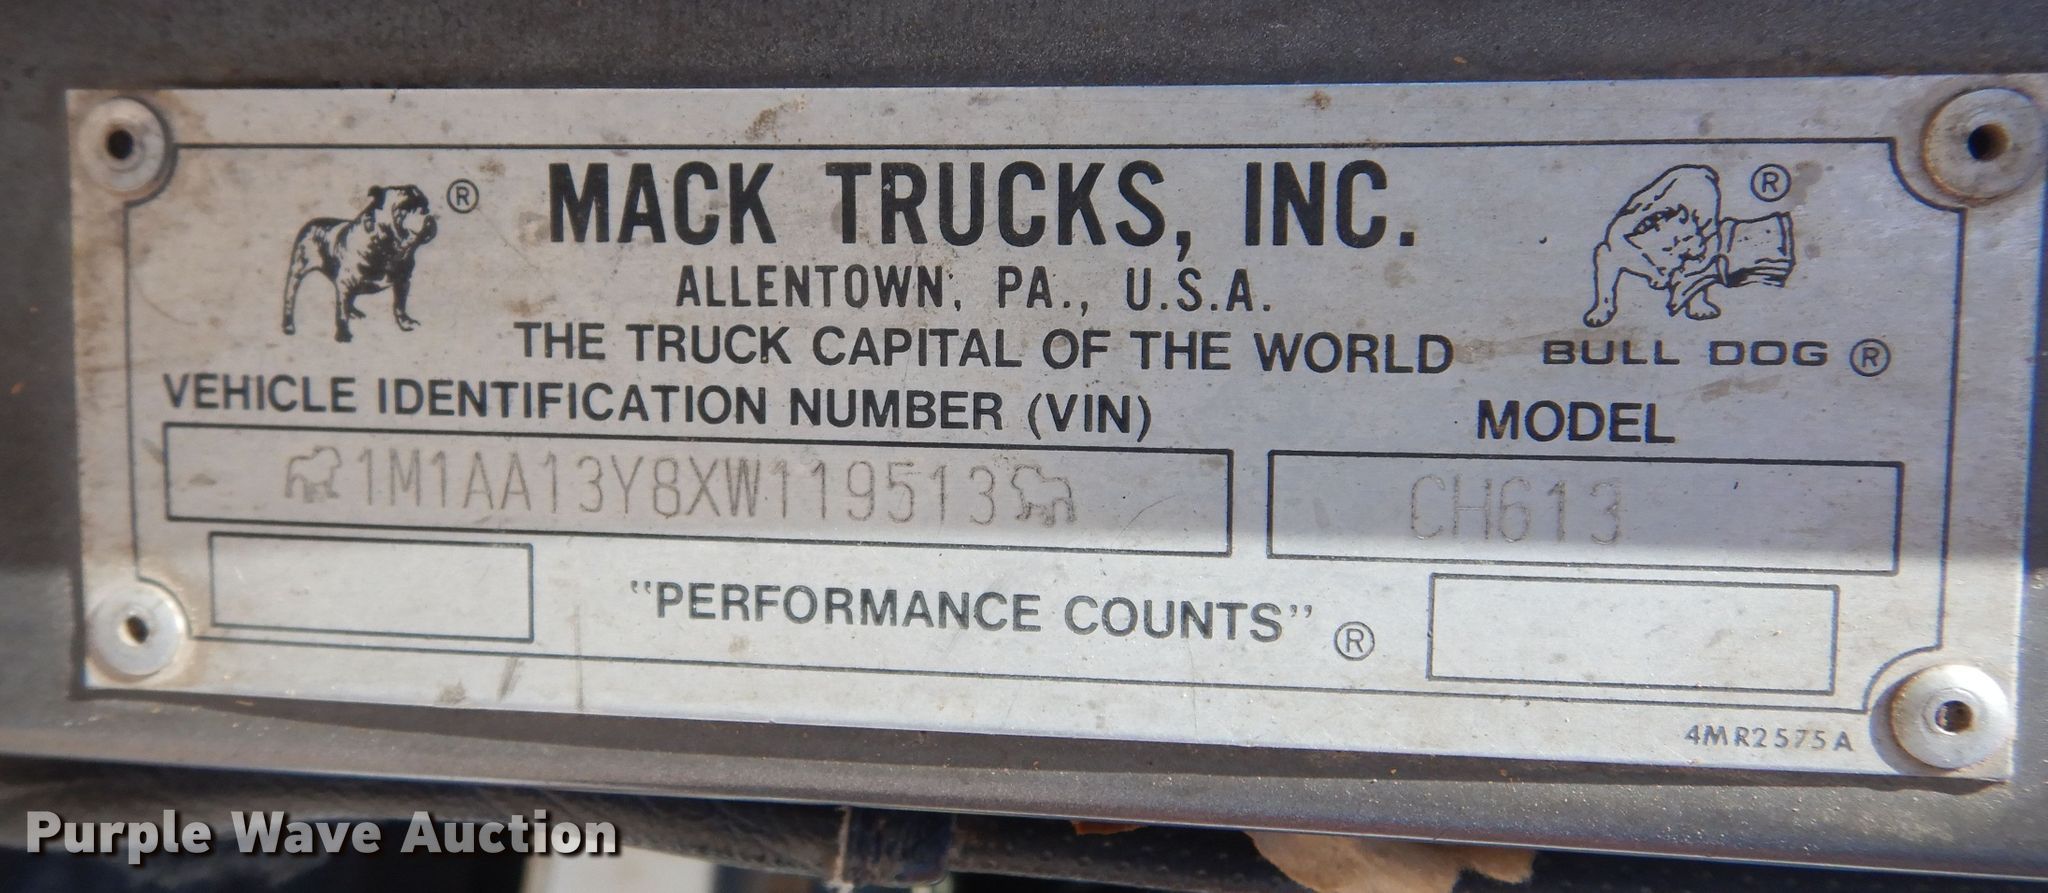 ® MACK TRUCKS, INC. ®
ALLENTOWN, PA., U.S.A.
THE TRUCK CAPITAL OF THE WORLD
BULL DOG ®
VEHICLE IDENTIFICATION NUMBER (VIN)
MODEL
1M1AA13Y8XW119513
CH613
"PERFORMANCE COUNTS" ®
4MR2575A
Purple Wave Auction